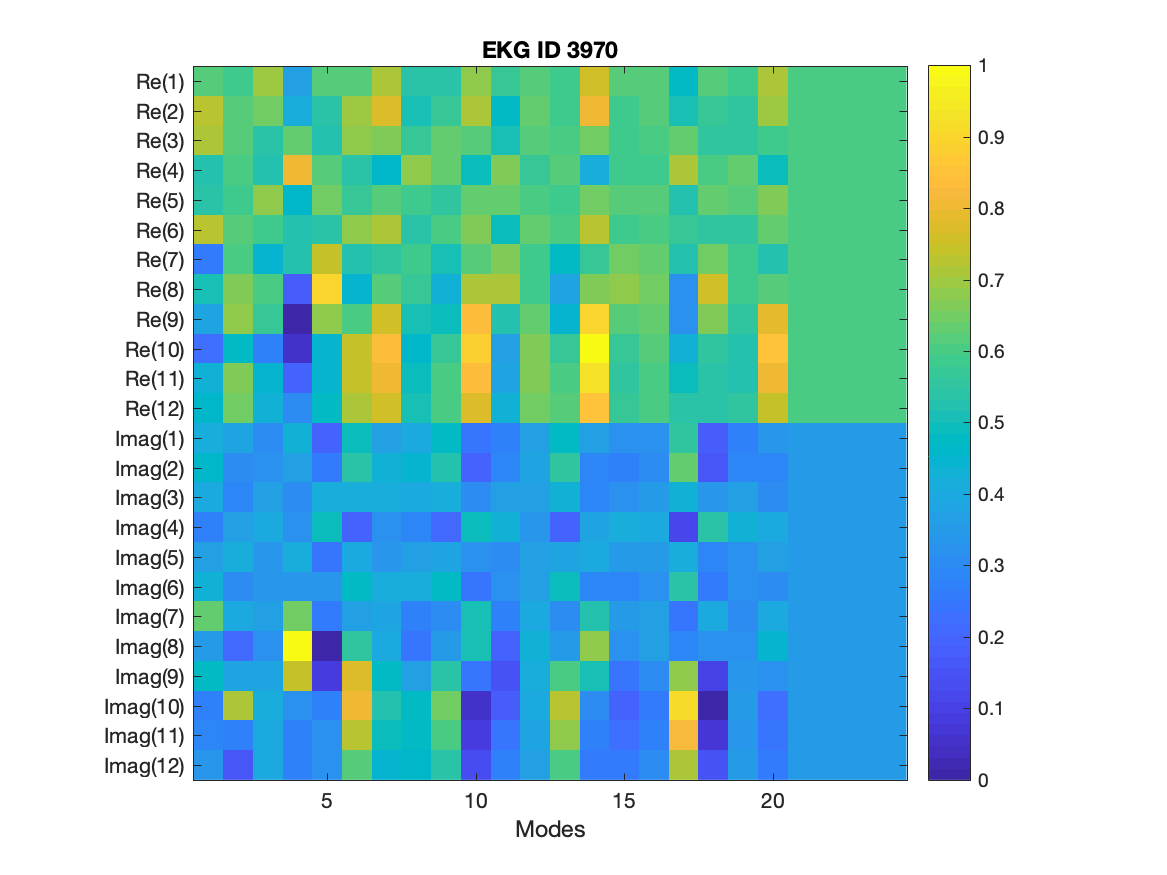 EKG ID 3970
Re(1)
Re(2)
Re(3)
Re(4)
Re(5)
Re(6)
Re(7)
Re(8)
Re(9)
Re(10)
Re(11)
Re(12)
Imag(1)
Imag(2)
Imag(3)
Imag(4)
Imag(5)
Imag(6)
Imag(7)
Imag(8)
Imag(9)
Imag(10)
Imag(11)
Imag(12)
5 10 15 20
Modes
1
0.9
0.8
0.7
0.6
0.5
0.4
0.3
0.2
0.1
0